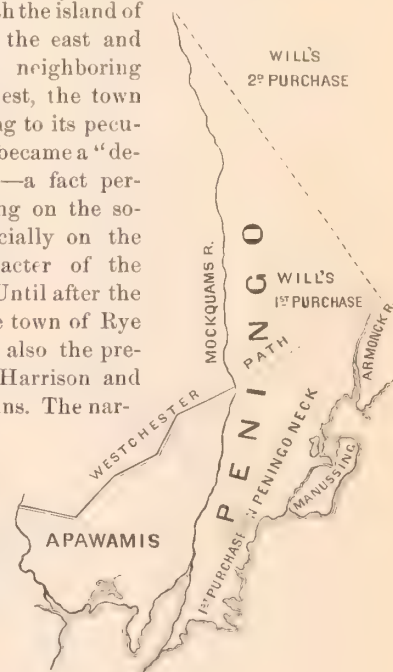 h the island of
the east and
neighboring
est, the town
g to its pecu-
became a “de-
—a fact per-
ng on the so-
cially on the
acter of the
Until after the
e town of Rye
also the pre-
Harrison and
ns. The nar-
WILL'S
2D PURCHASE
WILL'S
1ST PURCHASE
MOCKQUAMS R.
PENINGO
ARMONCK R.
WESTCHESTER PATH
1ST PURCHASE ON PENINGO NECK
MANUSSING
APAWAMIS